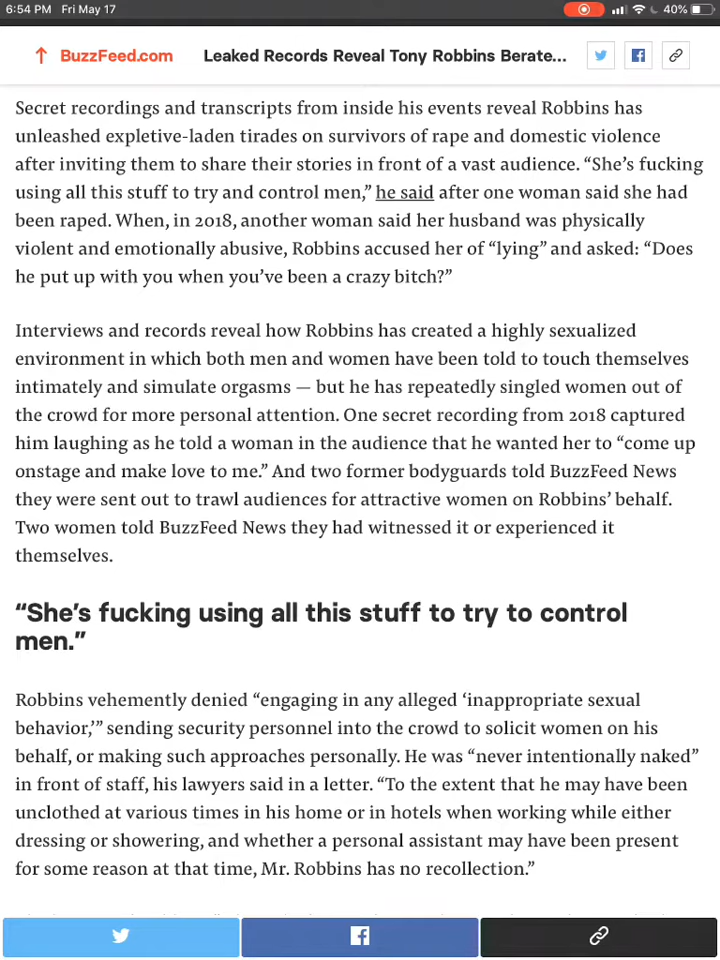 6:54 PM Fri May 17 40%
BuzzFeed.com Leaked Records Reveal Tony Robbins Berate...
Secret recordings and transcripts from inside his events reveal Robbins has
unleashed expletive-laden tirades on survivors of rape and domestic violence
after inviting them to share their stories in front of a vast audience. “She’s fucking
using all this stuff to try and control men,” he said after one woman said she had
been raped. When, in 2018, another woman said her husband was physically
violent and emotionally abusive, Robbins accused her of “lying” and asked: “Does
he put up with you when you’ve been a crazy bitch?”
Interviews and records reveal how Robbins has created a highly sexualized
environment in which both men and women have been told to touch themselves
intimately and simulate orgasms — but he has repeatedly singled women out of
the crowd for more personal attention. One secret recording from 2018 captured
him laughing as he told a woman in the audience that he wanted her to “come up
onstage and make love to me.” And two former bodyguards told BuzzFeed News
they were sent out to trawl audiences for attractive women on Robbins’ behalf.
Two women told BuzzFeed News they had witnessed it or experienced it
themselves.
“She’s fucking using all this stuff to try to control
men.”
Robbins vehemently denied “engaging in any alleged ‘inappropriate sexual
behavior,’” sending security personnel into the crowd to solicit women on his
behalf, or making such approaches personally. He was “never intentionally naked”
in front of staff, his lawyers said in a letter. “To the extent that he may have been
unclothed at various times in his home or in hotels when working while either
dressing or showering, and whether a personal assistant may have been present
for some reason at that time, Mr. Robbins has no recollection.”